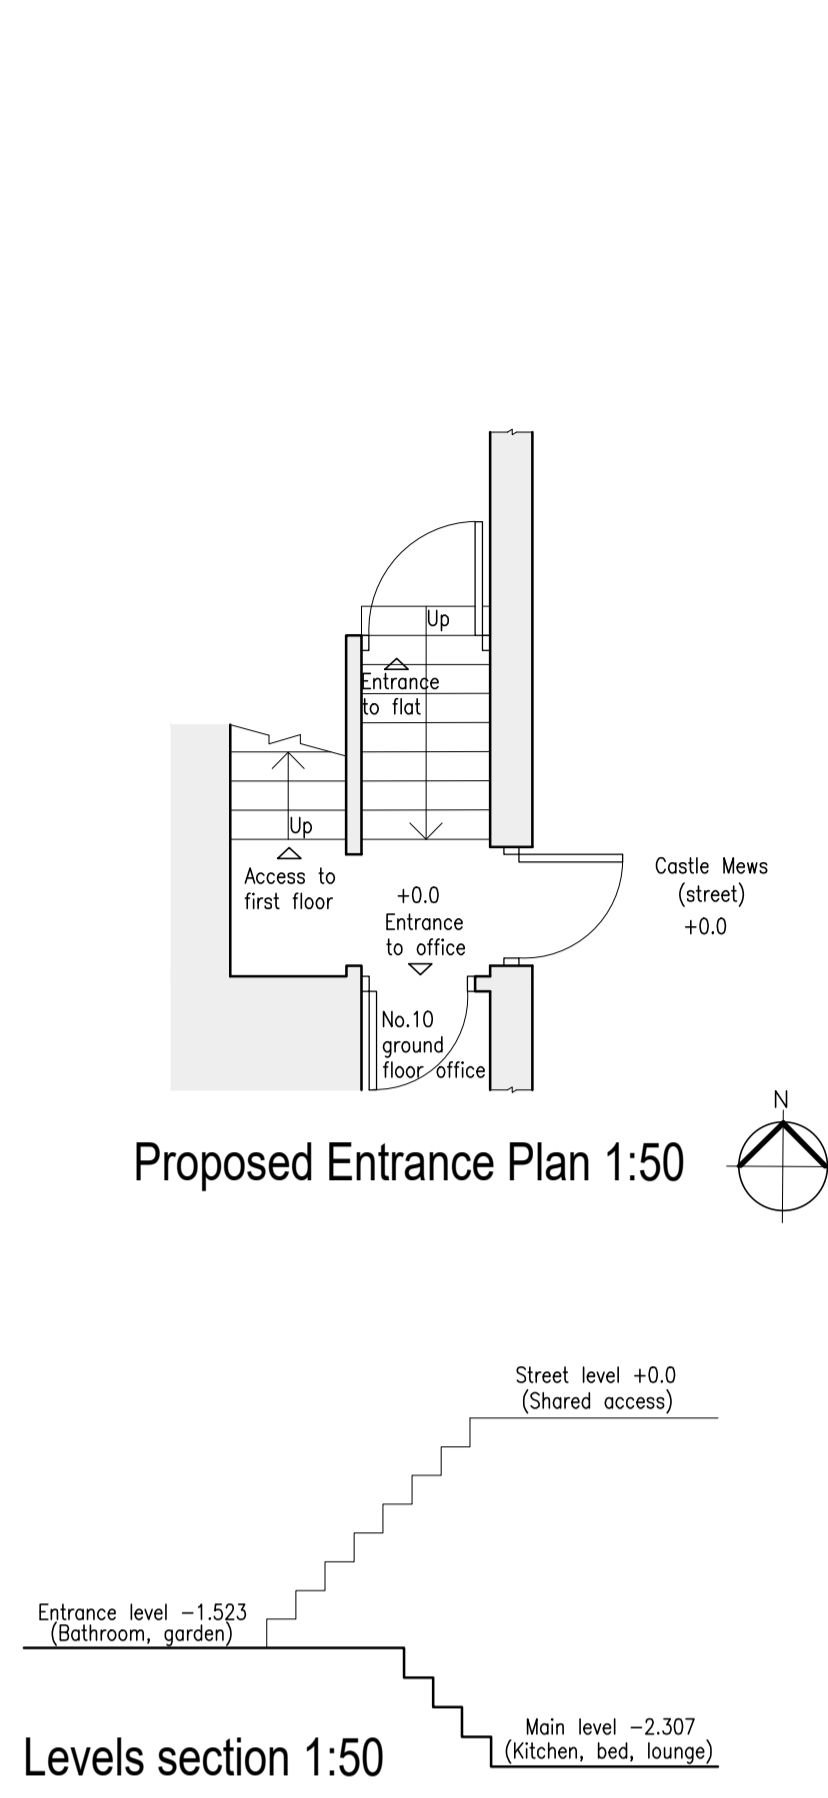 Up
Entrance
to flat
Up
Access to
first floor
+0.0
Entrance
to office
Castle Mews
(street)
+0.0
No.10
ground
floor office
N
Proposed Entrance Plan 1:50
Street level +0.0
(Shared access)
Entrance level -1.523
(Bathroom, garden)
Main level -2.307
(Kitchen, bed, lounge)
Levels section 1:50